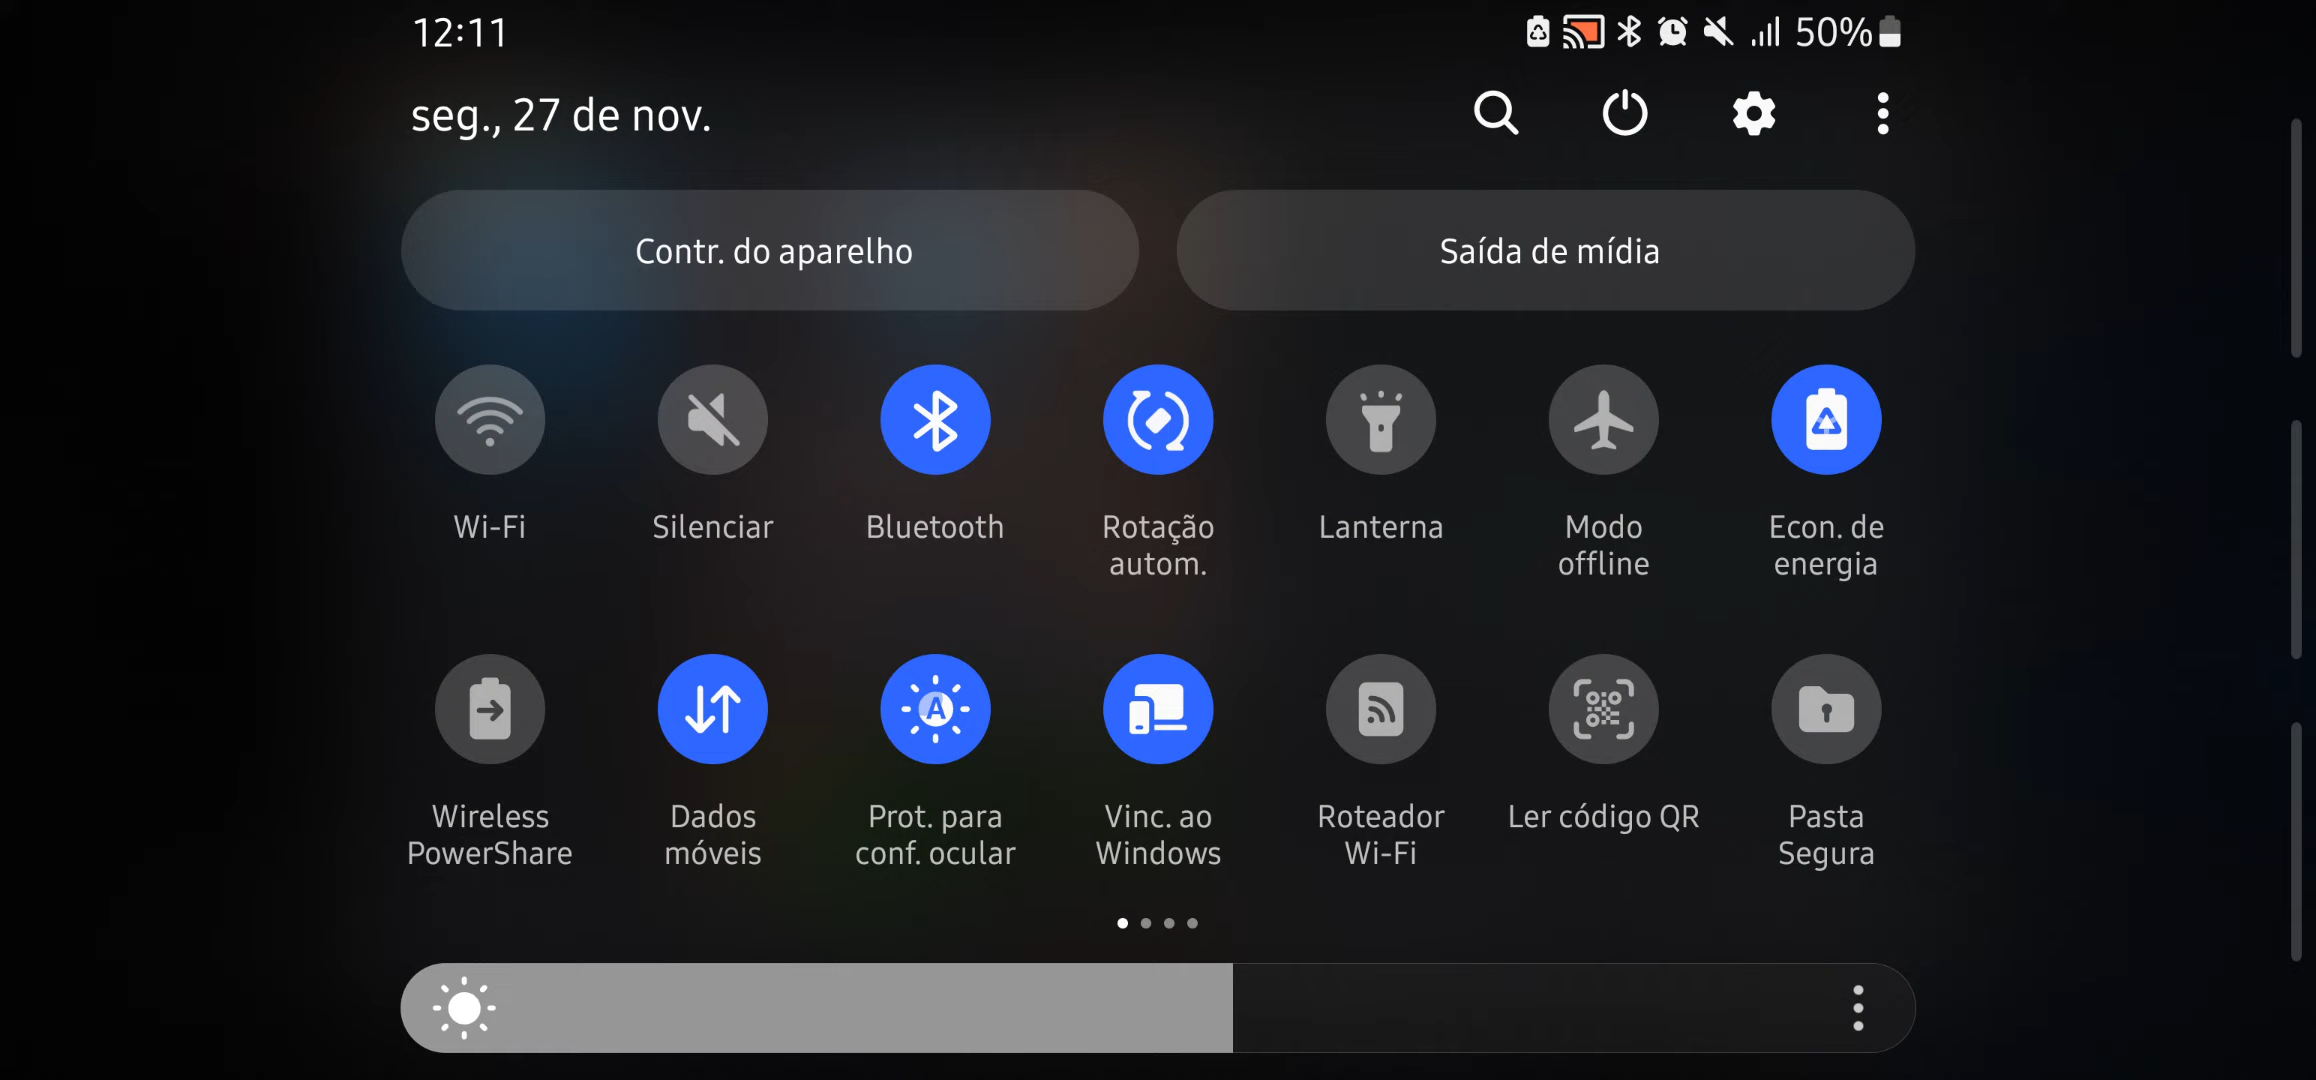 12:11 50%
seg., 27 de nov.
Contr. do aparelho Saída de mídia
Wi-Fi Silenciar Bluetooth Rotação autom. Lanterna Modo offline Econ. de energia
Wireless PowerShare Dados móveis Prot. para conf. ocular Vinc. ao Windows Roteador Wi-Fi Ler código QR Pasta Segura